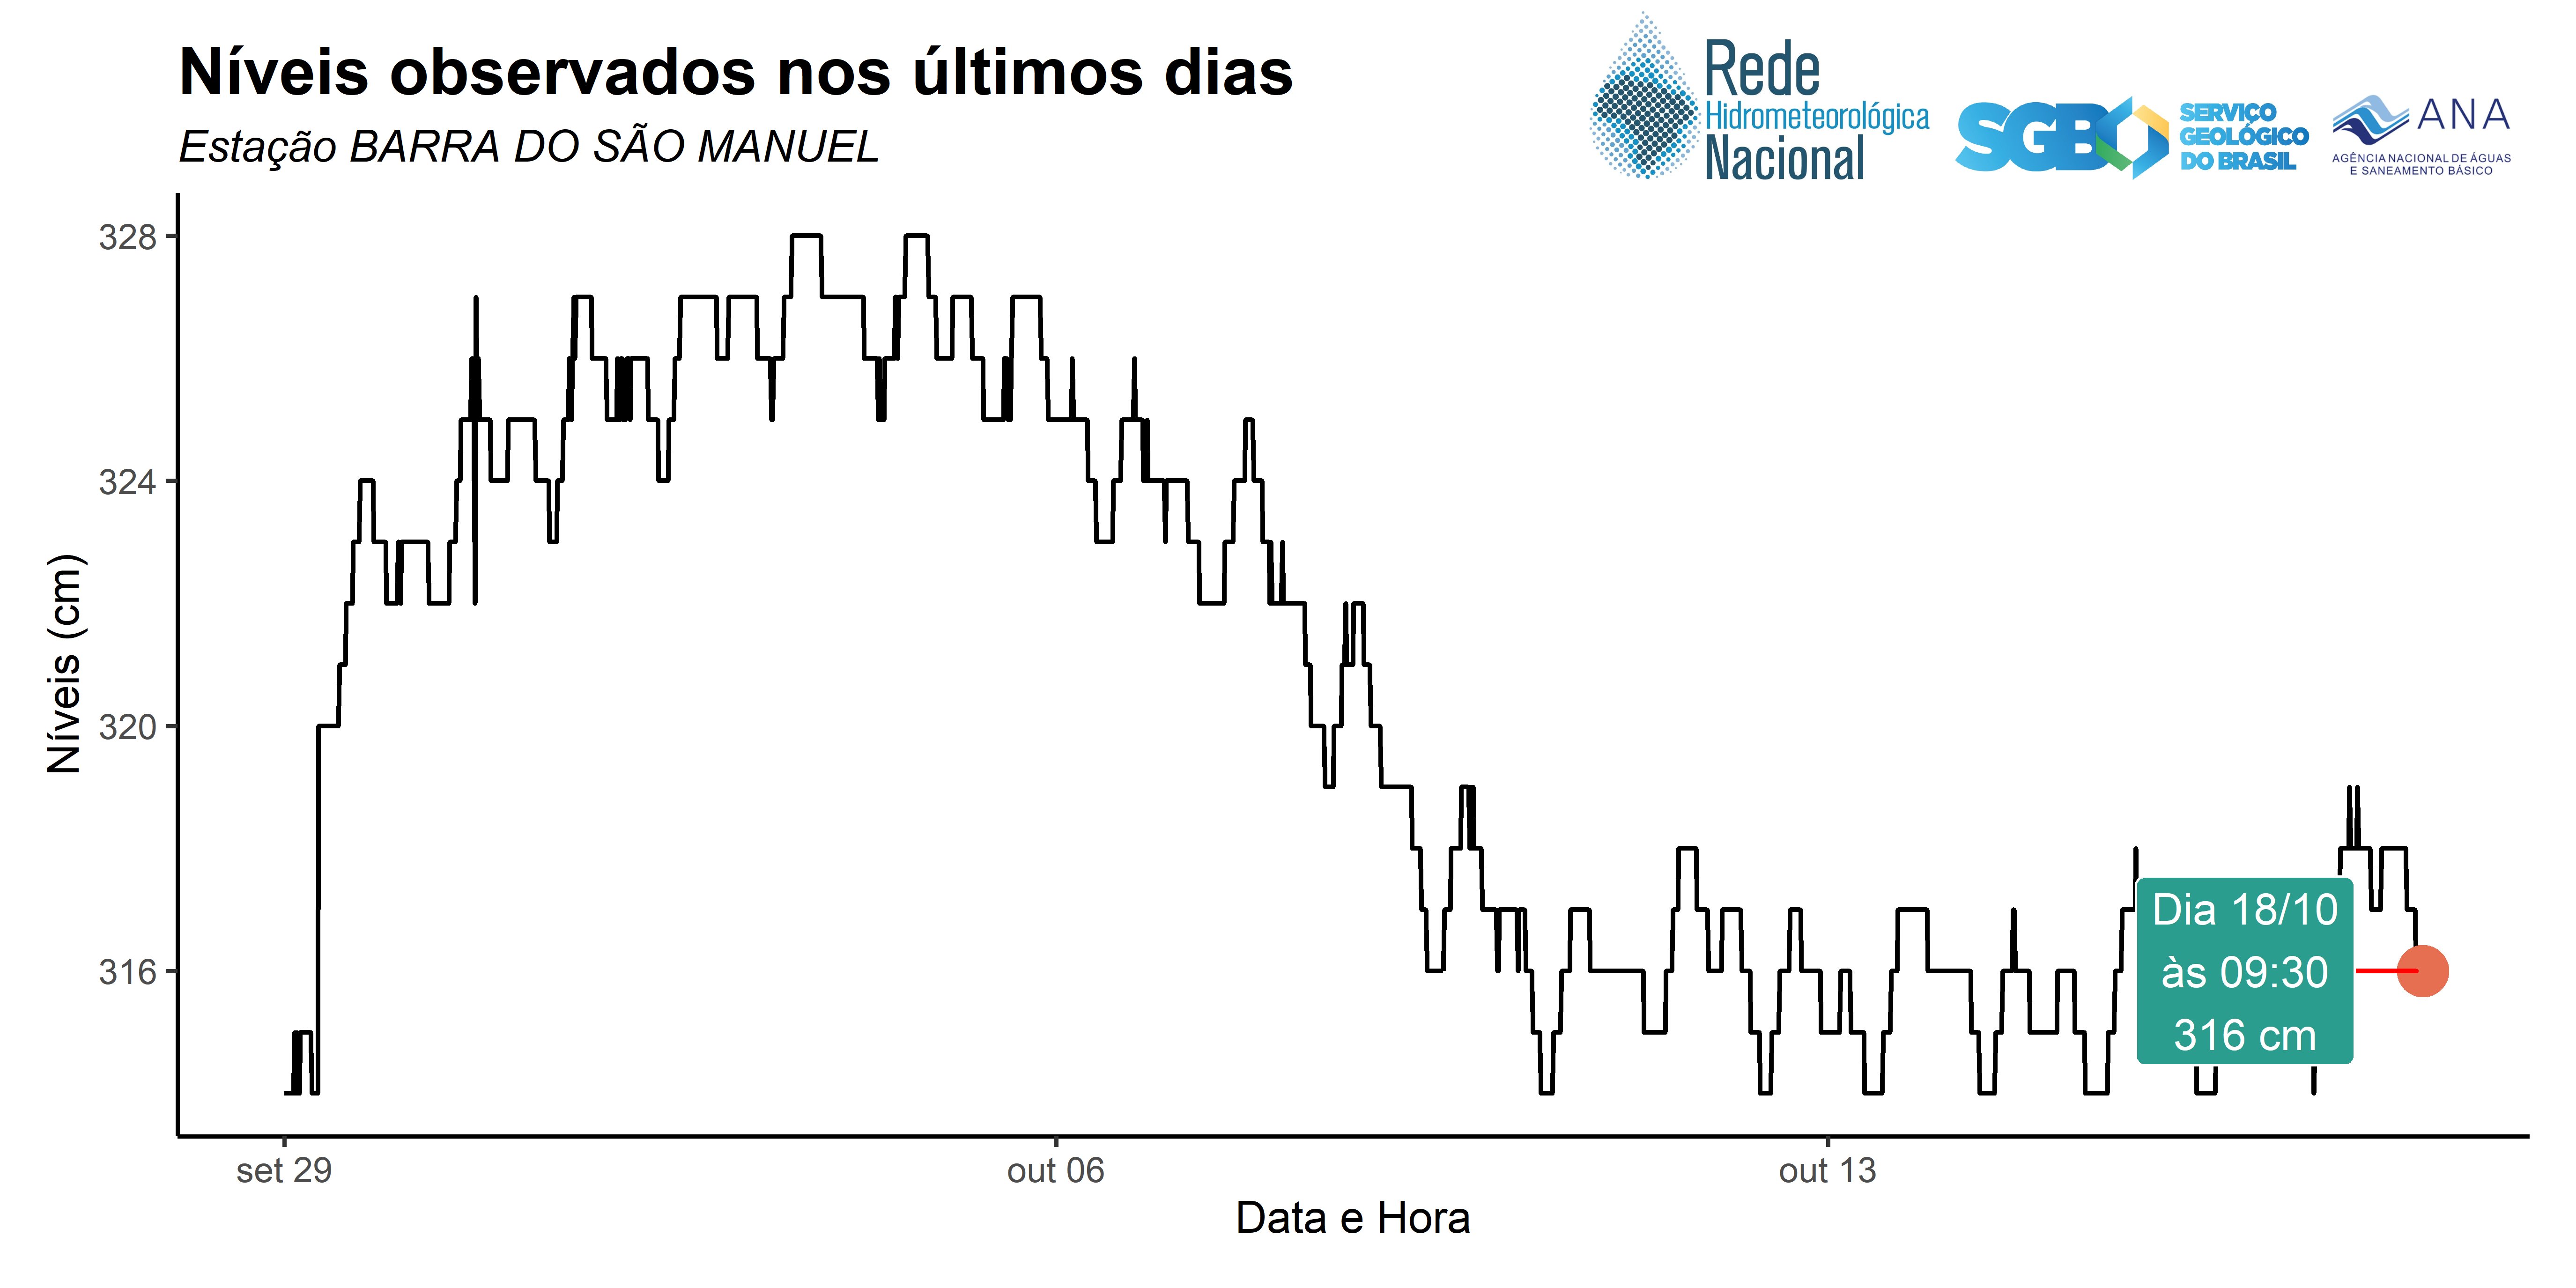 Níveis observados nos últimos dias
Estação BARRA DO SÃO MANUEL
Rede
Hidrometeorológica
Nacional
SGB
SERVIÇO
GEOLÓGICO
DO BRASIL
ANA
AGÊNCIA NACIONAL DE ÁGUAS
E SANEAMENTO BÁSICO
Níveis (cm)
328
324
320
316
Dia 18/10
às 09:30
316 cm
set 29
out 06
out 13
Data e Hora